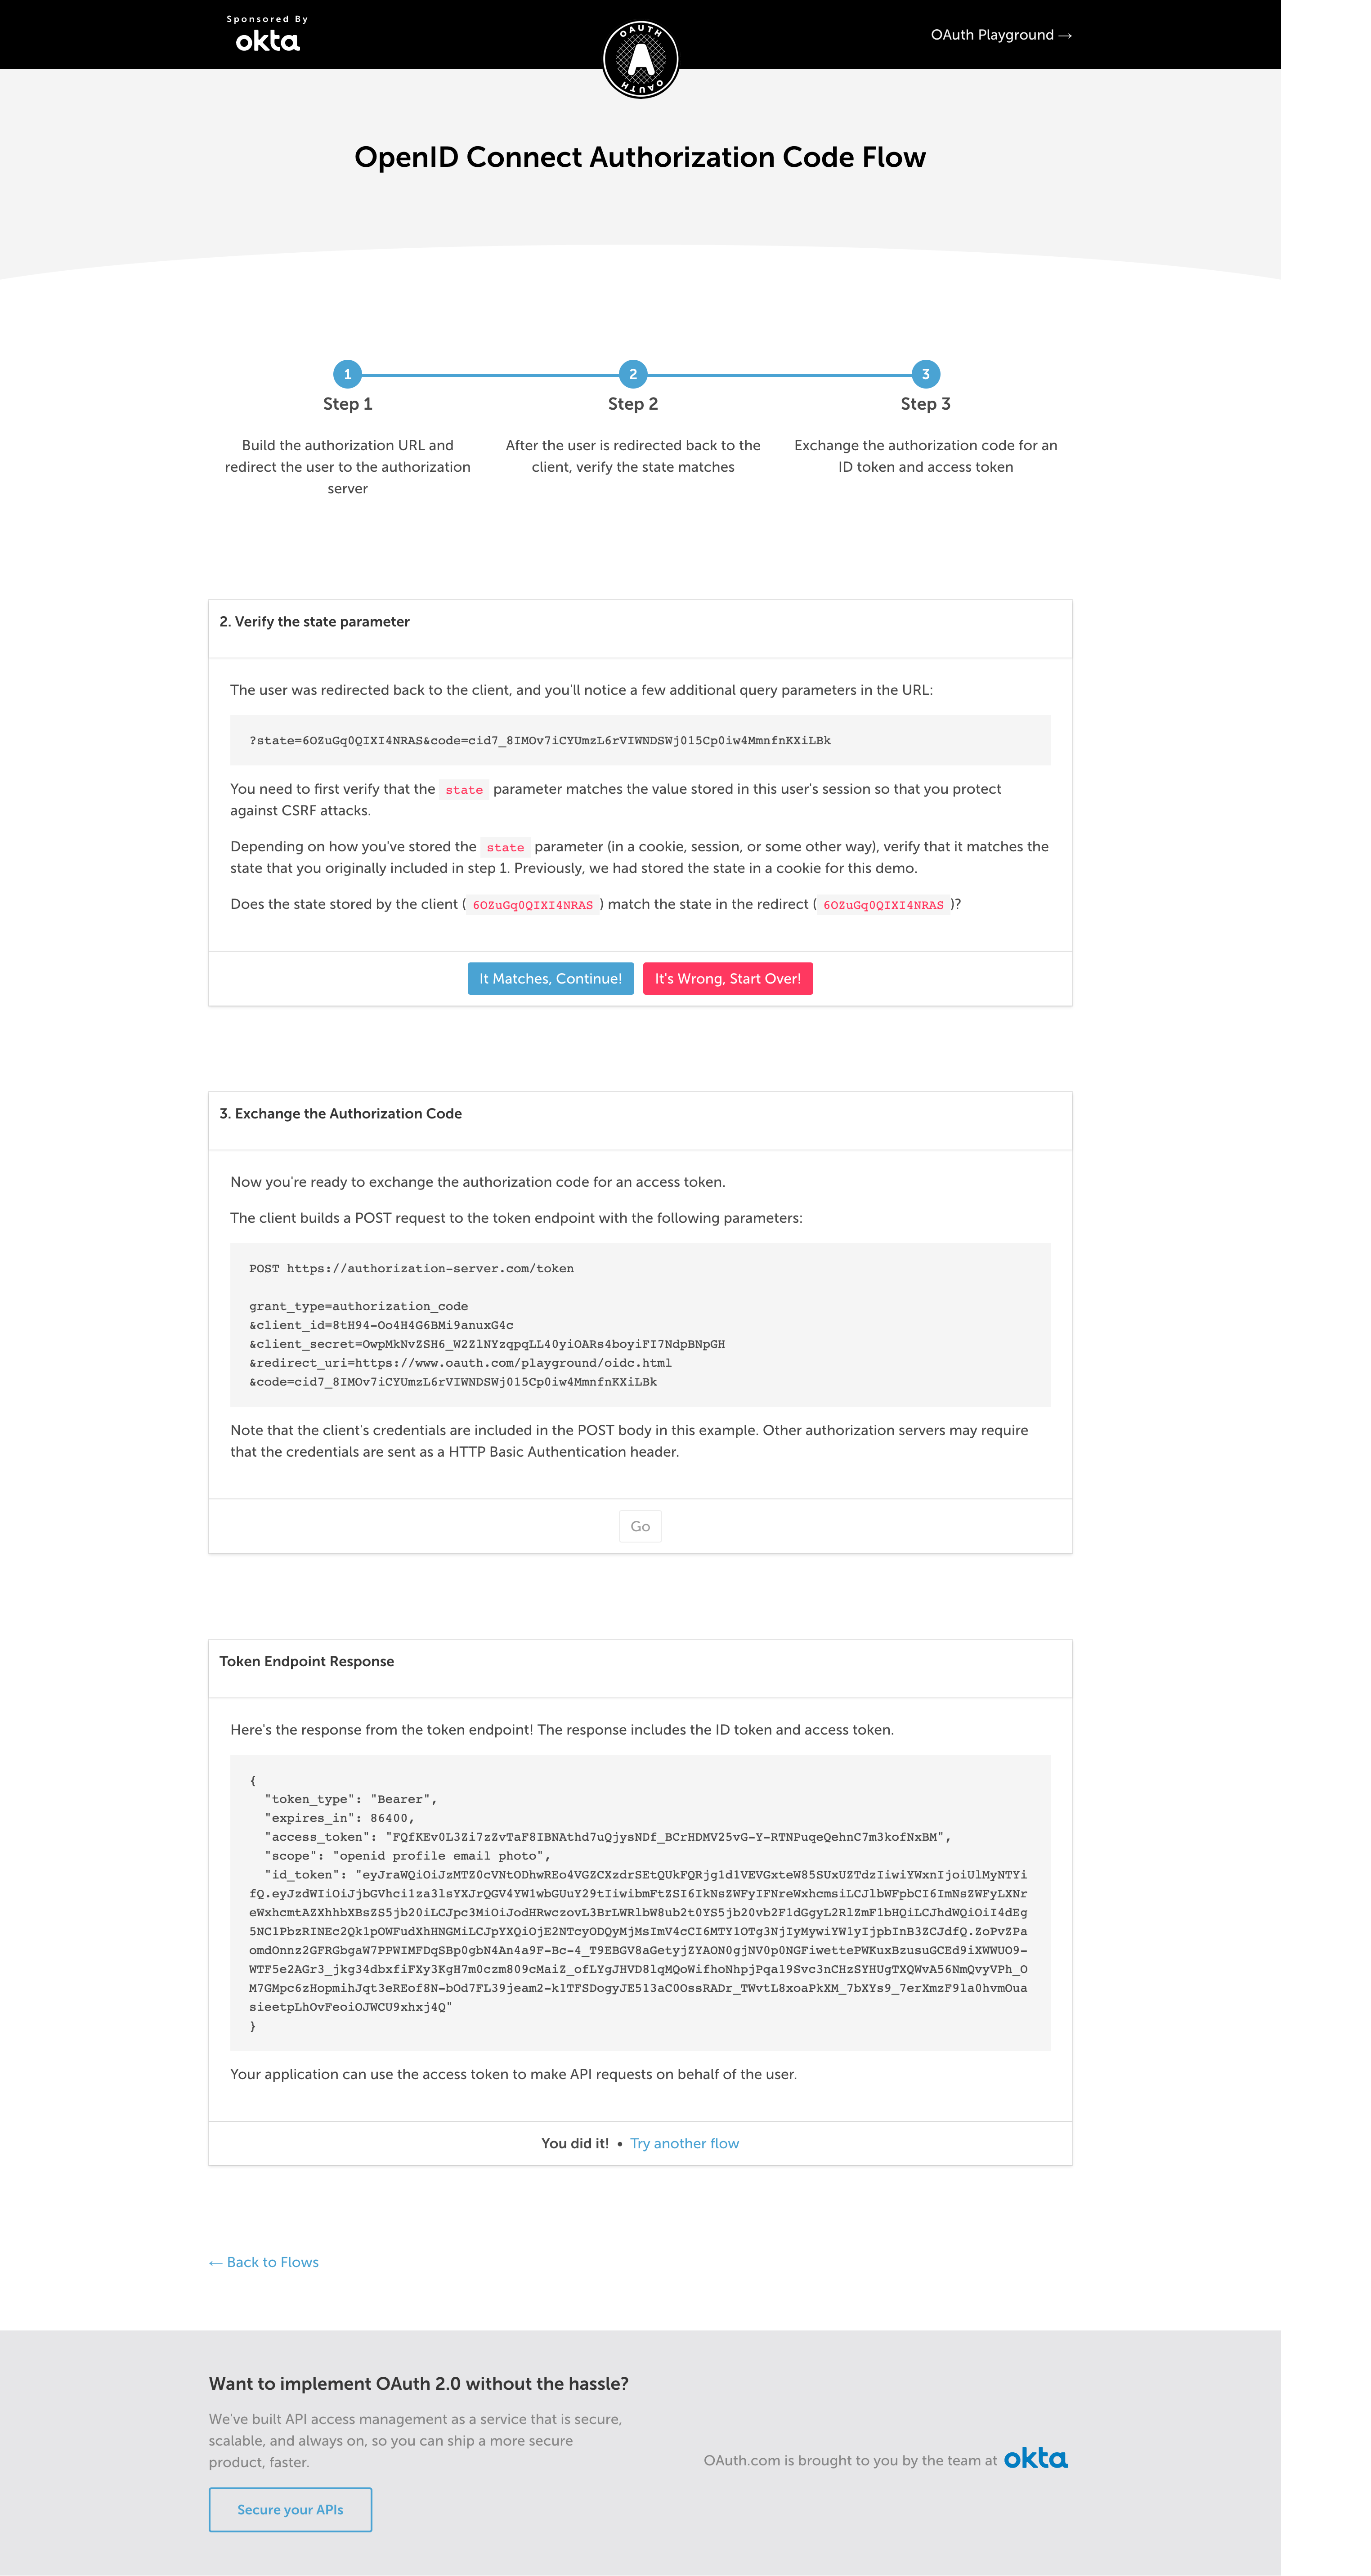 Sponsored By
okta
OAUTH
A
OAUTH
OAuth Playground →
OpenID Connect Authorization Code Flow
1
2
3
Step 1
Step 2
Step 3
Build the authorization URL and
redirect the user to the authorization
server
After the user is redirected back to the
client, verify the state matches
Exchange the authorization code for an
ID token and access token
2. Verify the state parameter
The user was redirected back to the client, and you'll notice a few additional query parameters in the URL:
?state=6OZuGq0QIXI4NRAS&code=cid7_8IMOv7iCYUmzL6rVIWNDSWj015Cp0iw4MmnfnKXiLBk
You need to first verify that the state parameter matches the value stored in this user's session so that you protect
against CSRF attacks.
Depending on how you've stored the state parameter (in a cookie, session, or some other way), verify that it matches the
state that you originally included in step 1. Previously, we had stored the state in a cookie for this demo.
Does the state stored by the client ( 6OZuGq0QIXI4NRAS ) match the state in the redirect ( 6OZuGq0QIXI4NRAS )?
It Matches, Continue!
It's Wrong, Start Over!
3. Exchange the Authorization Code
Now you're ready to exchange the authorization code for an access token.
The client builds a POST request to the token endpoint with the following parameters:
POST https://authorization-server.com/token
grant_type=authorization_code
&client_id=8tH94-Oo4H4G6BMi9anuxG4c
&client_secret=OwpMkNvZSH6_W2ZlNYzqpqLL40yiOARs4boyiFI7NdpBNpGH
&redirect_uri=https://www.oauth.com/playground/oidc.html
&code=cid7_8IMOv7iCYUmzL6rVIWNDSWj015Cp0iw4MmnfnKXiLBk
Note that the client's credentials are included in the POST body in this example. Other authorization servers may require
that the credentials are sent as a HTTP Basic Authentication header.
Go
Token Endpoint Response
Here's the response from the token endpoint! The response includes the ID token and access token.
{
"token_type": "Bearer",
"expires_in": 86400,
"access_token": "FQfKEv0L3Zi7zZvTaF8IBNAthd7uQjysNDf_BCrHDMV25vG-Y-RTNPuqeQehnC7m3kofNxBM",
"scope": "openid profile email photo",
"id_token": "eyJraWQiOiJzMTZ0cVNtODhwREo4VGZCXzdrSEtQUkFQRjg1d1VEVGxteW85SUxUZTdzIiwiYWxnIjoiUlMyNTYi
fQ.eyJzdWIiOiJjbGVhci1za3lsYXJrQGV4YW1wbGUuY29tIiwibmFtZSI6IkNsZWFyIFNreWxhcmsiLCJlbWFpbCI6ImNsZWFyLXNr
eWxhcmtAZXhhbXBsZS5jb20iLCJpc3MiOiJodHRwczovL3BrLWRlbW8ub2t0YS5jb20vb2F1dGgyL2RlZmF1bHQiLCJhdWQiOiI4dEg
5NC1PbzRINEc2Qk1pOWFudXhHNGMiLCJpYXQiOjE2NTcyODQyMjMsImV4cCI6MTY1OTg3NjIyMywiYW1yIjpbInB3ZCJdfQ.ZoPvZPa
omdOnnz2GFRGbgaW7PPWIMFDqSBp0gbN4An4a9F-Bc-4_T9EBGV8aGetyjZYAON0gjNV0p0NGFiwettePWKuxBzusuGCEd9iXWWUO9-
WTF5e2AGr3_jkg34dbxfiFXy3KgH7m0czm809cMaiZ_ofLYgJHVD8lqMQoWifhoNhpjPqa19Svc3nCHzSYHUgTXQWvA56NmQvyVPh_O
M7GMpc6zHopmihJqt3eREof8N-bOd7FL39jeam2-k1TFSDogyJE513aC0OssRADr_TWvtL8xoaPkXM_7bXYs9_7erXmzF9la0hvmOua
sieetpLhOvFeoiOJWCU9xhxj4Q"
}
Your application can use the access token to make API requests on behalf of the user.
You did it! • Try another flow
← Back to Flows
Want to implement OAuth 2.0 without the hassle?
We've built API access management as a service that is secure,
scalable, and always on, so you can ship a more secure
product, faster.
OAuth.com is brought to you by the team at okta
Secure your APIs